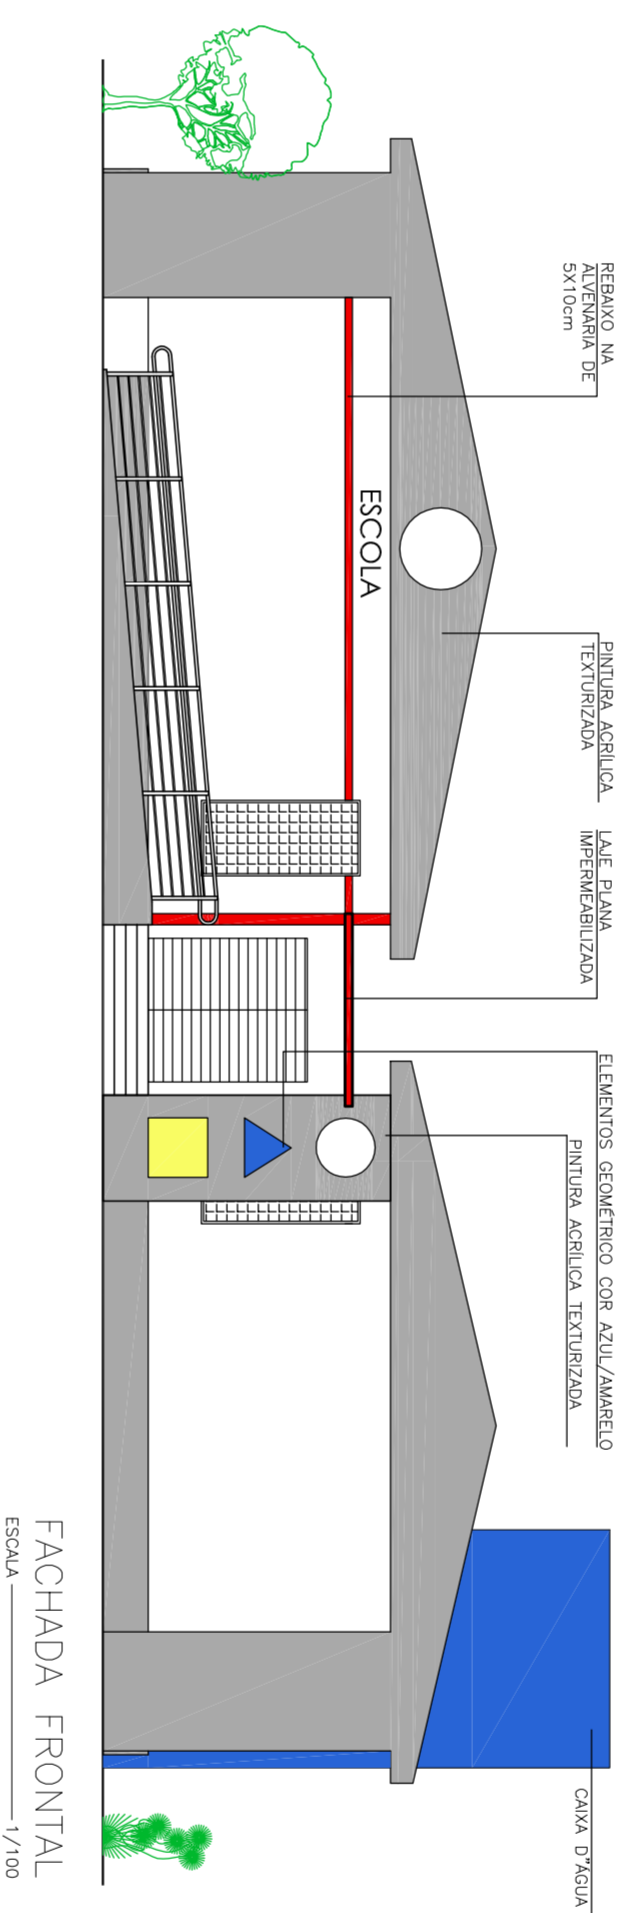 REBAIXO NA
ALVENARIA DE
5X10cm
PINTURA ACRÍLICA
TEXTURIZADA
LAJE PLANA
IMPERMEABILIZADA
ELEMENTOS GEOMÉTRICO COR AZUL/AMARELO
PINTURA ACRÍLICA TEXTURIZADA
CAIXA D"ÁGUA
ESCOLA
FACHADA FRONTAL
ESCALA 1/100